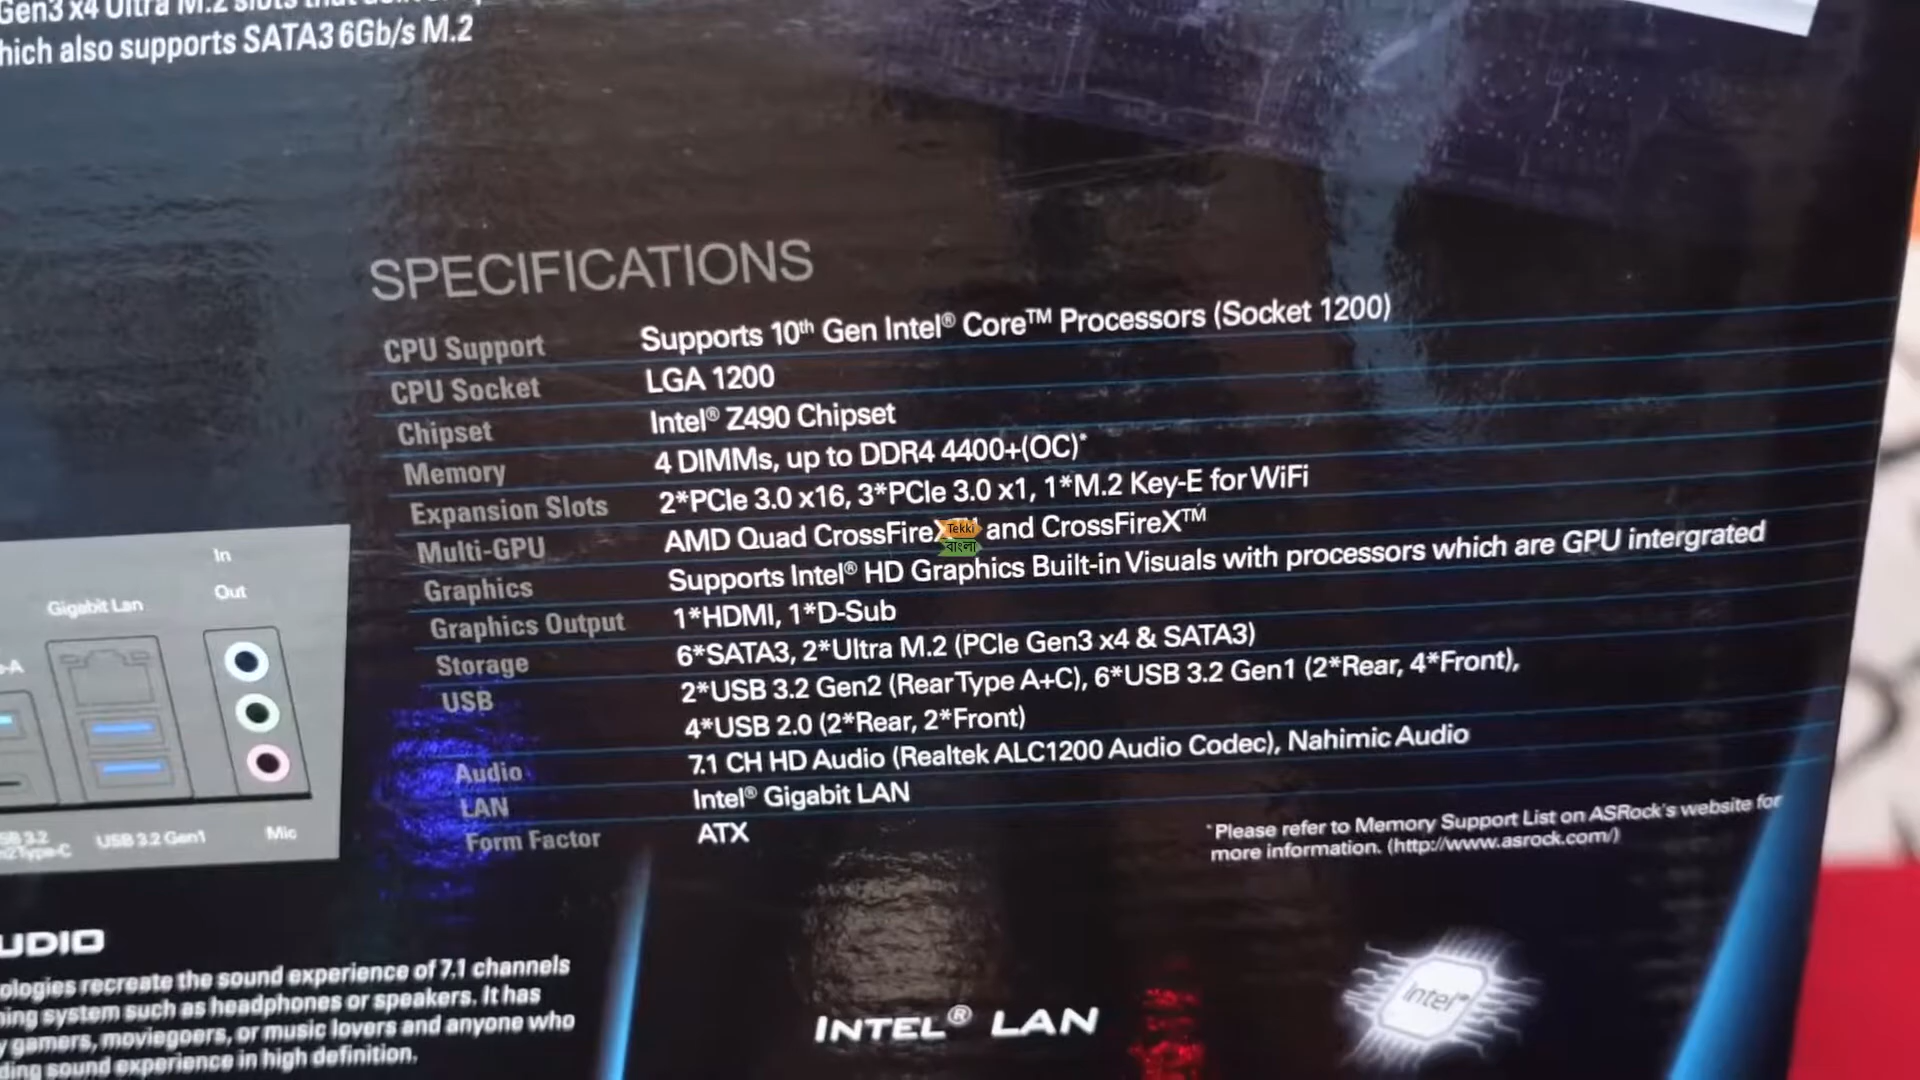 Gen3 x4 Ultra M.2 slots that
hich also supports SATA3 6Gb/s M.2
SPECIFICATIONS
CPU Support Supports 10th Gen Intel® Core™ Processors (Socket 1200)
CPU Socket LGA 1200
Chipset Intel® Z490 Chipset
Memory 4 DIMMs, up to DDR4 4400+(OC)*
Expansion Slots 2*PCIe 3.0 x16, 3*PCIe 3.0 x1, 1*M.2 Key-E for WiFi
Multi-GPU AMD Quad CrossFireX™ and CrossFireX™
Graphics Supports Intel® HD Graphics Built-in Visuals with processors which are GPU intergrated
Graphics Output 1*HDMI, 1*D-Sub
Storage 6*SATA3, 2*Ultra M.2 (PCIe Gen3 x4 & SATA3)
USB 2*USB 3.2 Gen2 (Rear Type A+C), 6*USB 3.2 Gen1 (2*Rear, 4*Front),
4*USB 2.0 (2*Rear, 2*Front)
Audio 7.1 CH HD Audio (Realtek ALC1200 Audio Codec), Nahimic Audio
LAN Intel® Gigabit LAN
Form Factor ATX
*Please refer to Memory Support List on ASRock's website for
more information. (http://www.asrock.com/)
Tekki
বাংলা
In
Out
Gigabit Lan
-A
SB 3.2
n2 Type-C
USB 3.2 Gen1
Mic
UDIO
ologies recreate the sound experience of 7.1 channels
ning system such as headphones or speakers. It has
y gamers, moviegoers, or music lovers and anyone who
ding sound experience in high definition.
INTEL® LAN
Intel®